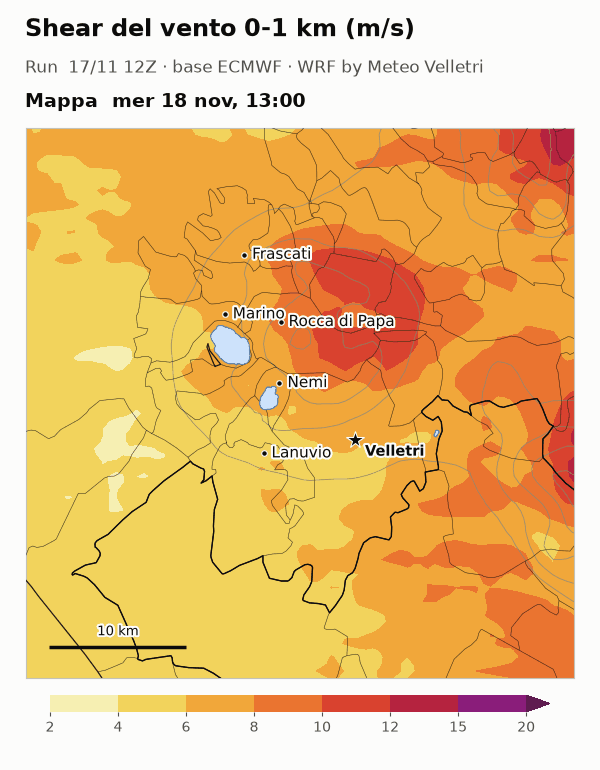 Shear del vento 0-1 km (m/s)
Run  17/11 12Z · base ECMWF · WRF by Meteo Velletri
Mappa  mer 18 nov, 13:00
Frascati
Marino
Rocca di Papa
Nemi
Velletri
Lanuvio
10 km
2 4 6 8 10 12 15 20